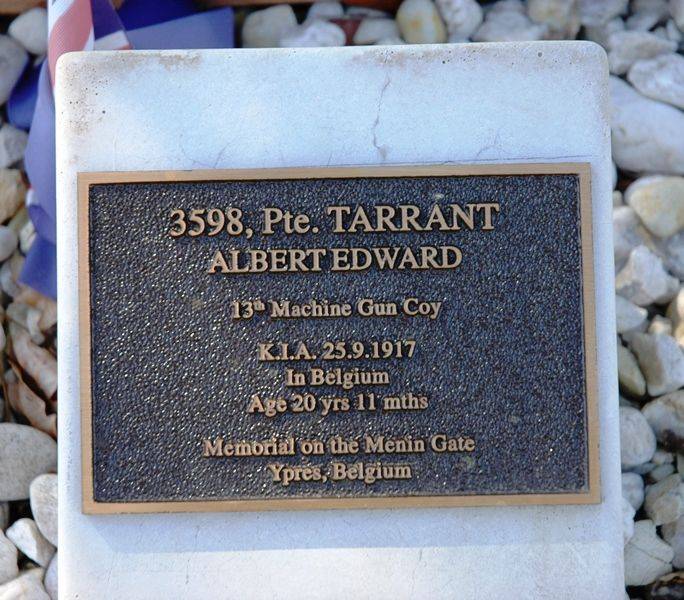 3598, Pte. TARRANT
ALBERT EDWARD
13th Machine Gun Coy
K.I.A. 25.9.1917
In Belgium
Age 20 yrs 11 mths
Memorial on the Menin Gate
Ypres, Belgium